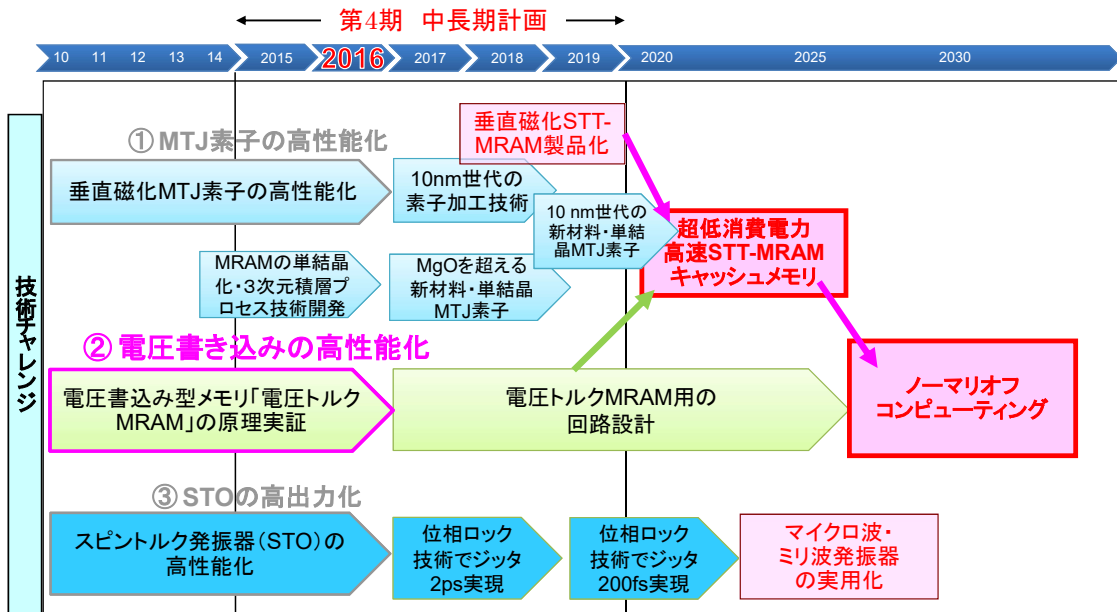 第4期 中長期計画
10 11 12 13 14 2015 2016 2017 2018 2019 2020 2025 2030
技術チャレンジ
① MTJ素子の高性能化
垂直磁化STT-
MRAM製品化
垂直磁化MTJ素子の高性能化
10nm世代の
素子加工技術
10 nm世代の
新材料・単結
晶MTJ素子
超低消費電力
高速STT-MRAM
キャッシュメモリ
MRAMの単結晶
化・3次元積層プ
ロセス技術開発
MgOを超える
新材料・単結晶
MTJ素子
② 電圧書き込みの高性能化
電圧書込み型メモリ「電圧トルク
MRAM」の原理実証
電圧トルクMRAM用の
回路設計
ノーマリオフ
コンピューティング
③ STOの高出力化
スピントルク発振器(STO)の
高性能化
位相ロック
技術でジッタ
2ps実現
位相ロック
技術でジッタ
200fs実現
マイクロ波・
ミリ波発振器
の実用化